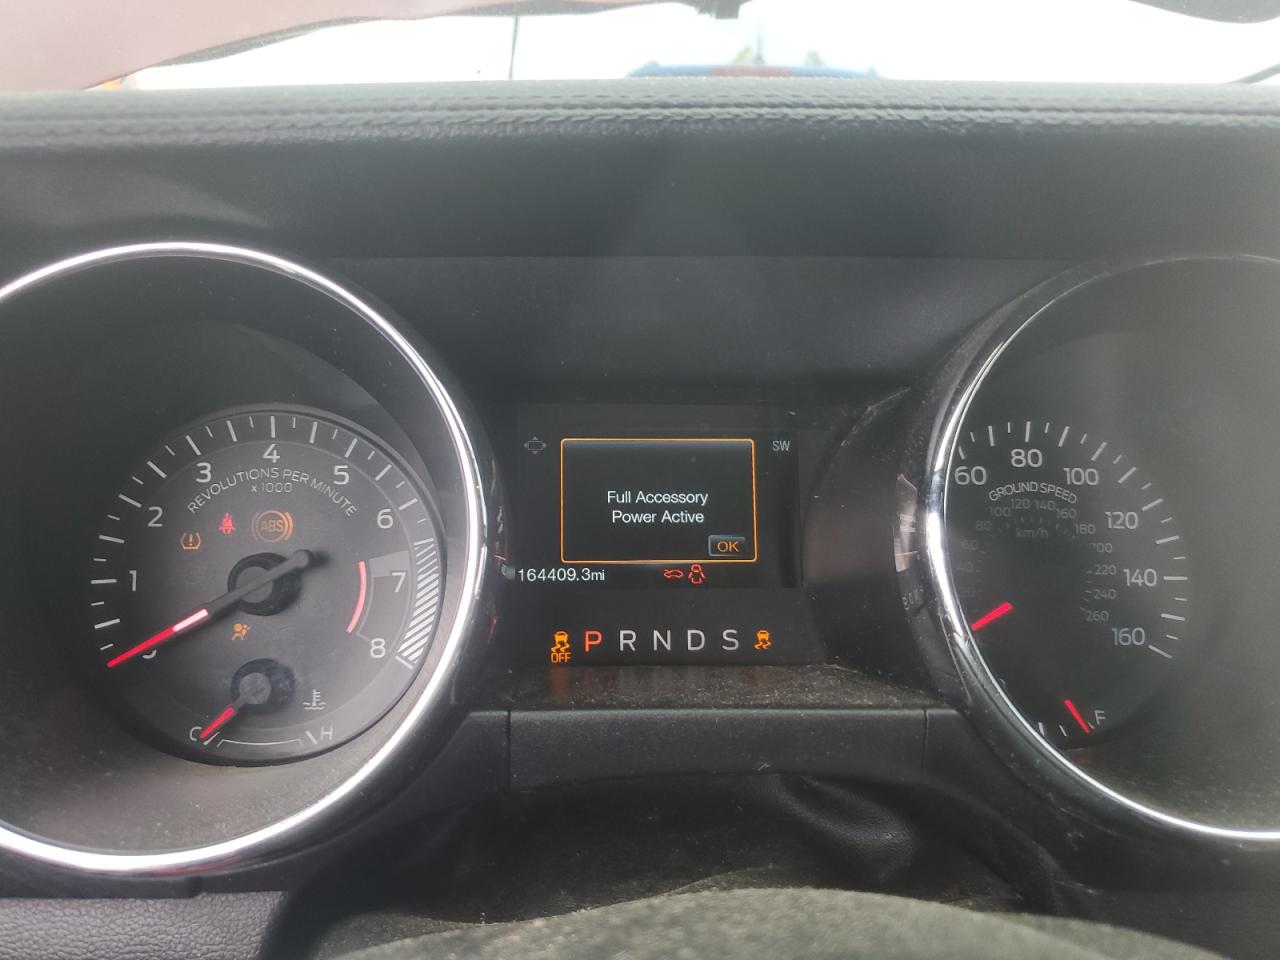 1
2
3
4
5
6
7
8
REVOLUTIONS PER MINUTE
x 1000
ABS
C
H
SW
Full Accessory
Power Active
OK
164409.3mi
OFF
P R N D S
60
80
100
120
140
160
GROUND SPEED
80
100
120
140
160
180
200
220
240
260
km/h
F